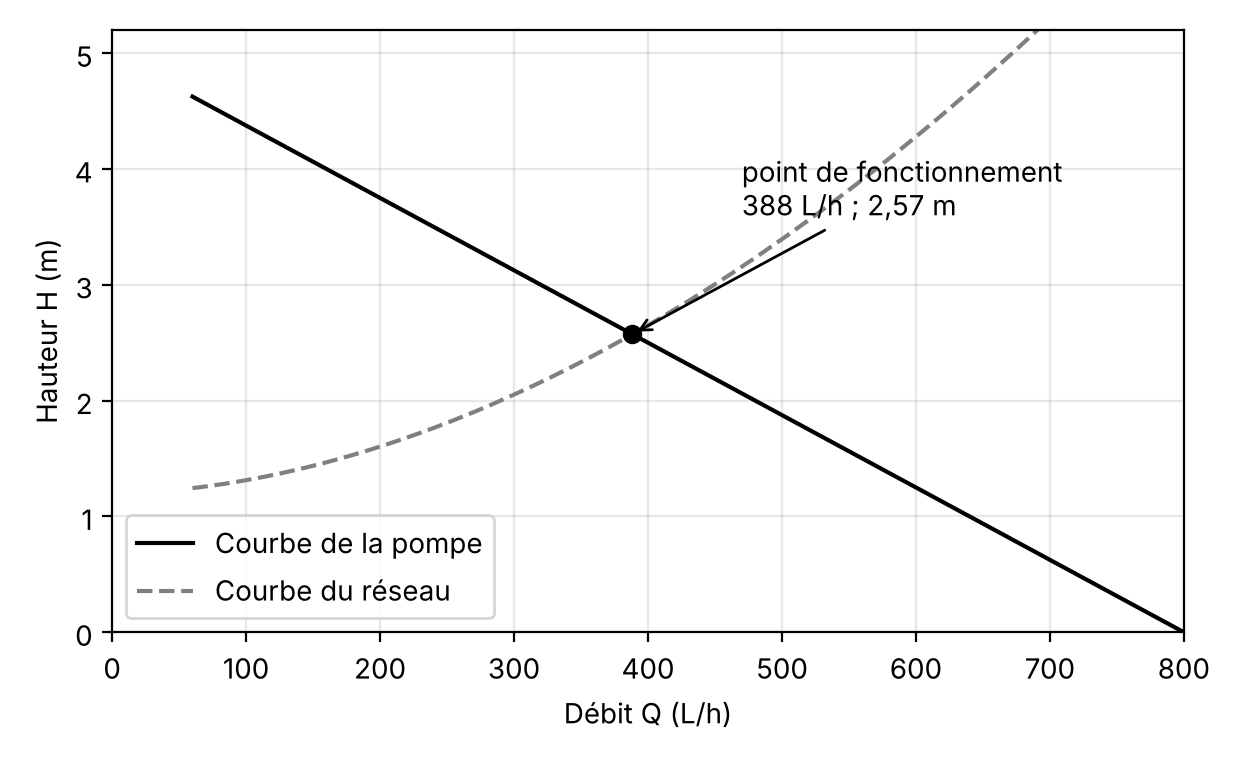 5
4
3
2
1
0
Hauteur H (m)
point de fonctionnement
388 L/h ; 2,57 m
Courbe de la pompe
Courbe du réseau
0 100 200 300 400 500 600 700 800
Débit Q (L/h)